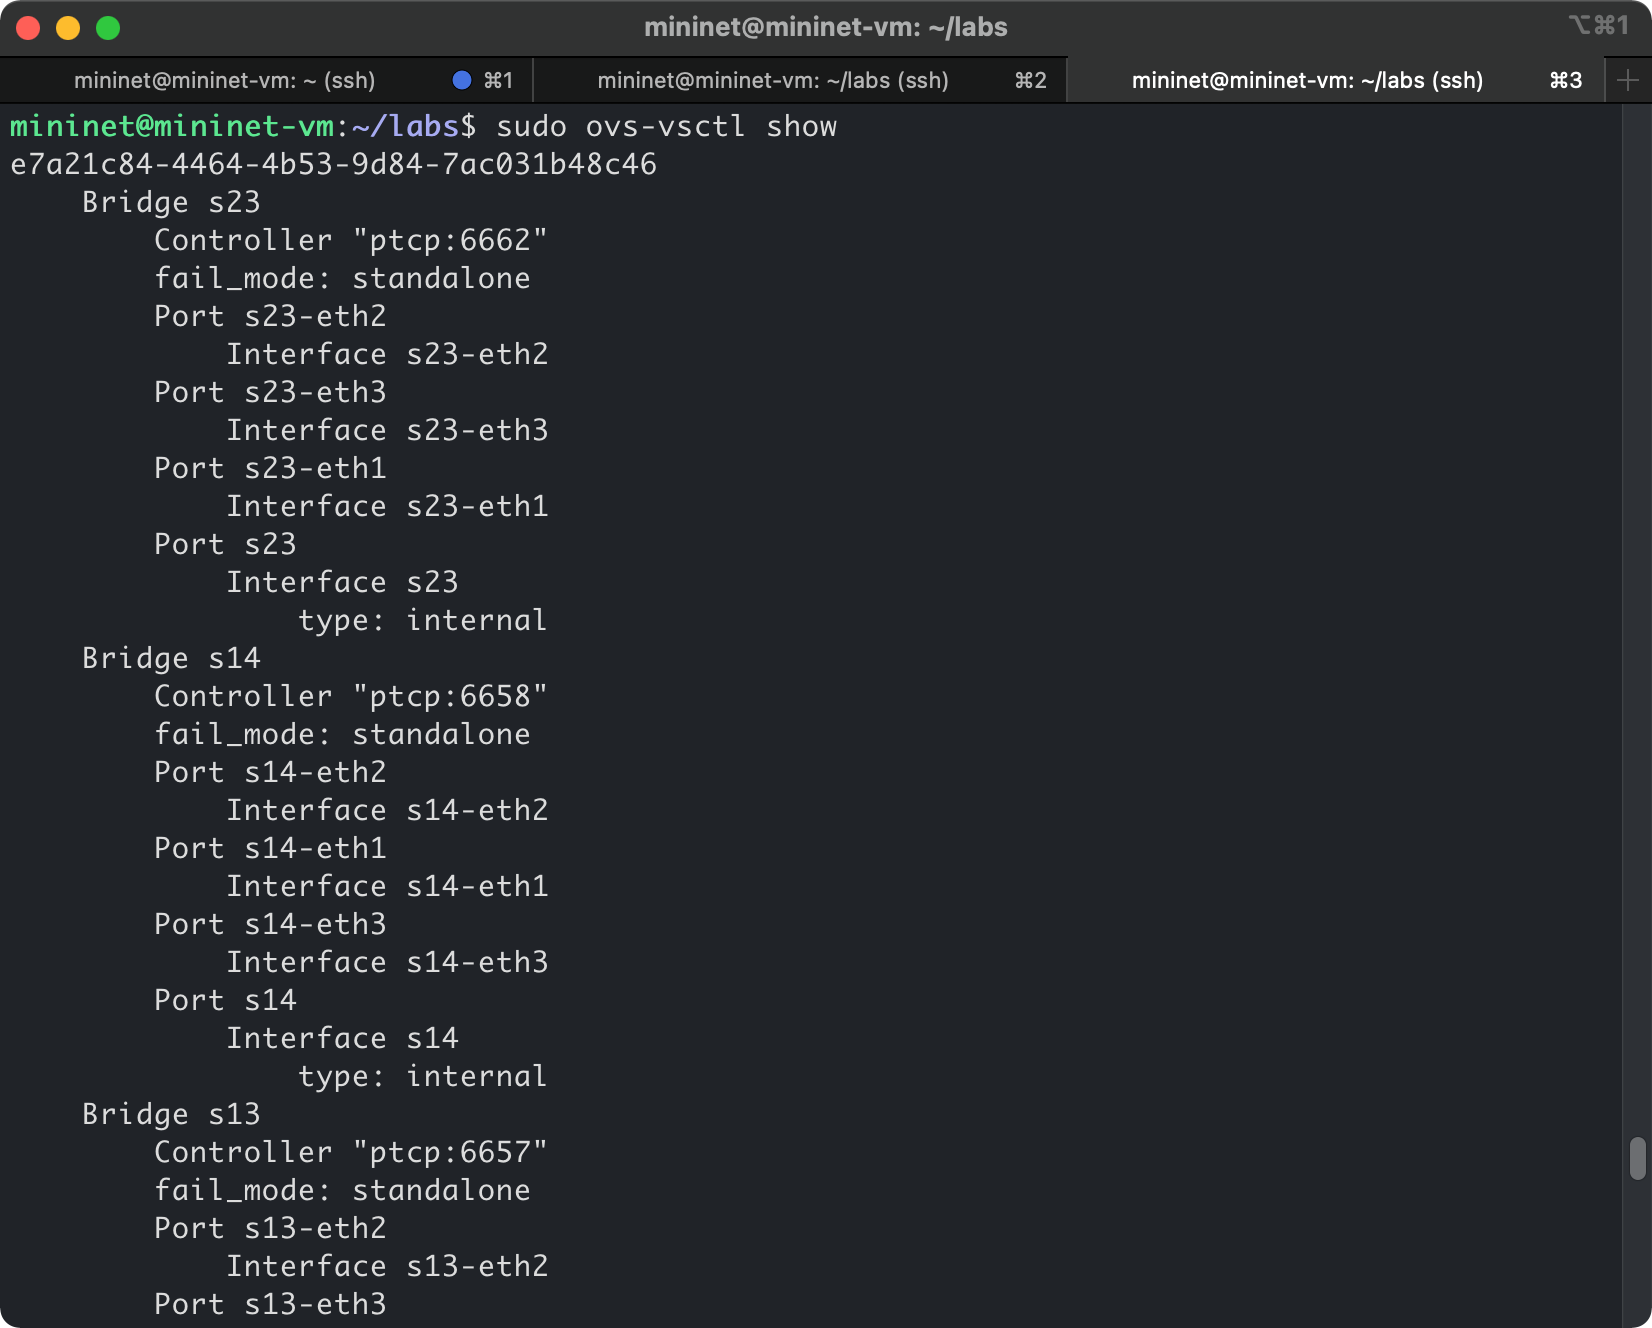 mininet@mininet-vm: ~/labs
⌥⌘1
mininet@mininet-vm: ~ (ssh) ⌘1
mininet@mininet-vm: ~/labs (ssh) ⌘2
mininet@mininet-vm: ~/labs (ssh) ⌘3
mininet@mininet-vm:~/labs$ sudo ovs-vsctl show
e7a21c84-4464-4b53-9d84-7ac031b48c46
    Bridge s23
        Controller "ptcp:6662"
        fail_mode: standalone
        Port s23-eth2
            Interface s23-eth2
        Port s23-eth3
            Interface s23-eth3
        Port s23-eth1
            Interface s23-eth1
        Port s23
            Interface s23
                type: internal
    Bridge s14
        Controller "ptcp:6658"
        fail_mode: standalone
        Port s14-eth2
            Interface s14-eth2
        Port s14-eth1
            Interface s14-eth1
        Port s14-eth3
            Interface s14-eth3
        Port s14
            Interface s14
                type: internal
    Bridge s13
        Controller "ptcp:6657"
        fail_mode: standalone
        Port s13-eth2
            Interface s13-eth2
        Port s13-eth3